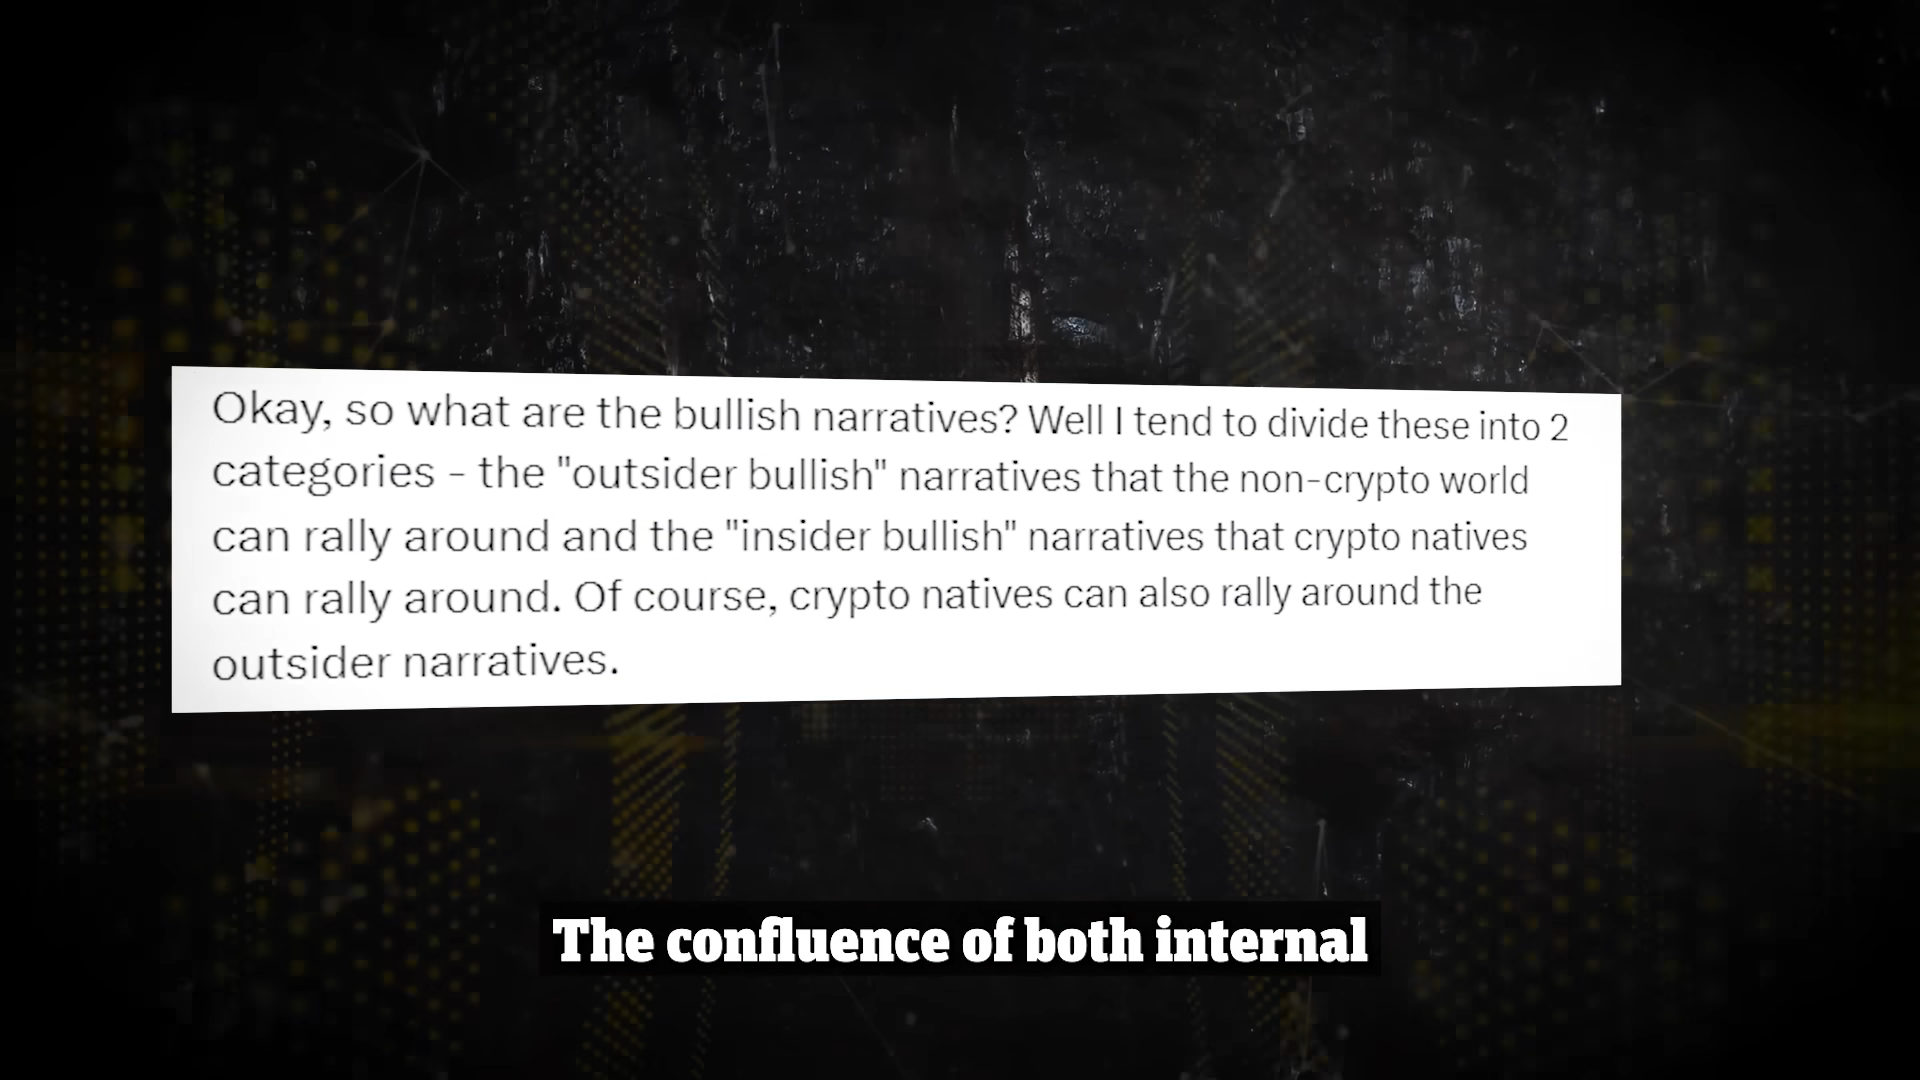 Okay, so what are the bullish narratives? Well I tend to divide these into 2
categories - the "outsider bullish" narratives that the non-crypto world
can rally around and the "insider bullish" narratives that crypto natives
can rally around. Of course, crypto natives can also rally around the
outsider narratives.
The confluence of both internal